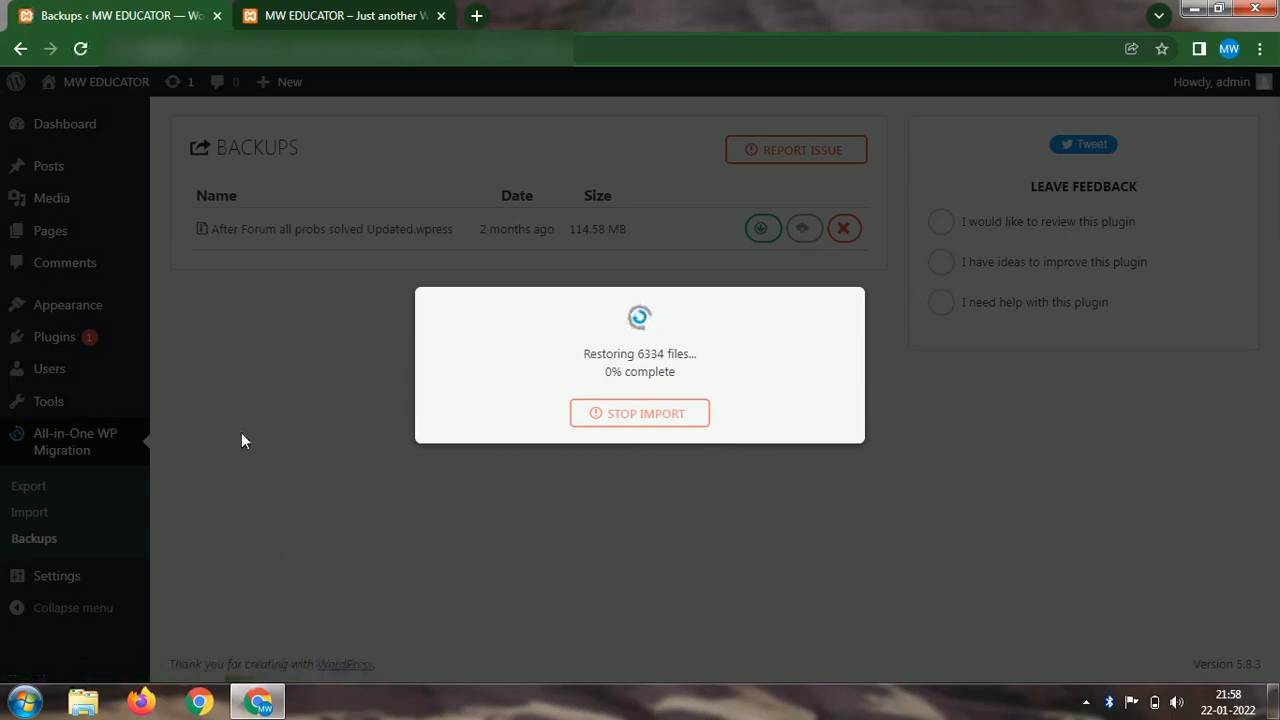 Backups ‹ MW EDUCATOR — Wo
MW EDUCATOR – Just another W
MW
MW EDUCATOR
1
0
New
Howdy, admin
Dashboard
Posts
Media
Pages
Comments
Appearance
Plugins 1
Users
Tools
All-in-One WP
Migration
Export
Import
Backups
Settings
Collapse menu
BACKUPS
REPORT ISSUE
Name Date Size
After Forum all probs solved Updated.wpress 2 months ago 114.58 MB
Tweet
LEAVE FEEDBACK
I would like to review this plugin
I have ideas to improve this plugin
I need help with this plugin
Restoring 6334 files...
0% complete
STOP IMPORT
Thank you for creating with WordPress.
Version 5.8.3
MW
21:58
22-01-2022